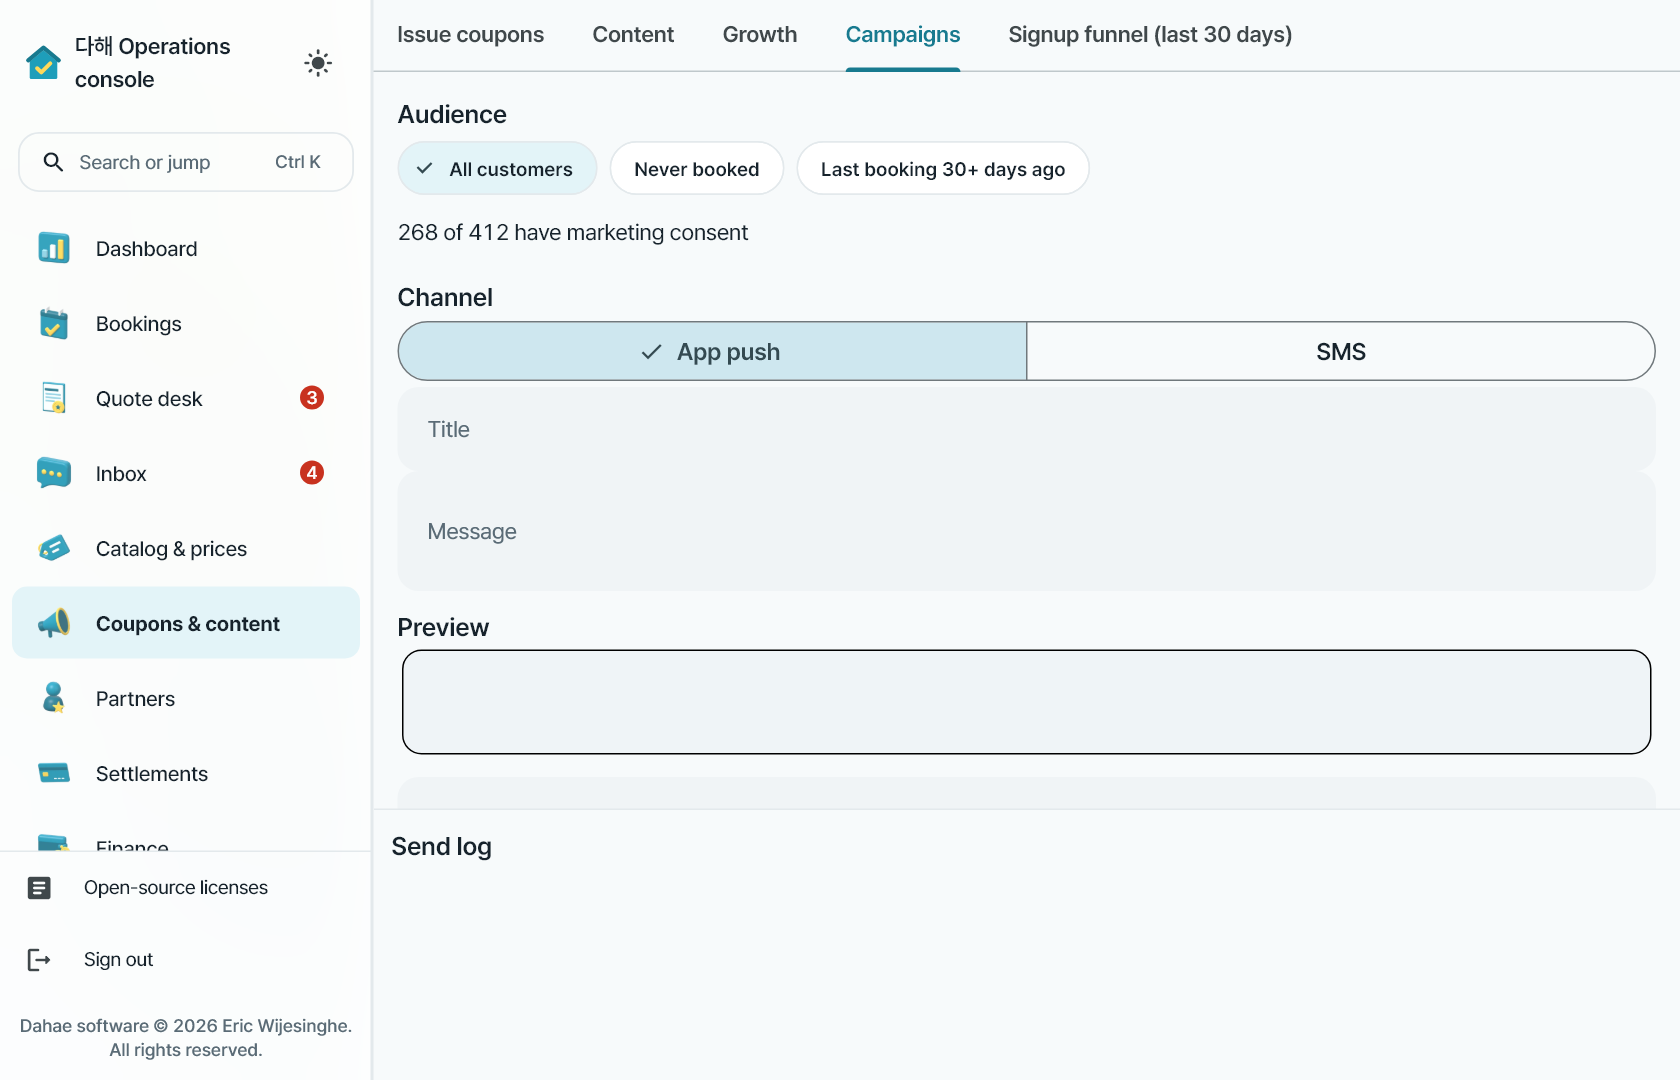 다해 Operations
console
Search or jump
Ctrl K
Dashboard
Bookings
Quote desk
3
Inbox
4
Catalog & prices
Coupons & content
Partners
Settlements
Finance
Open-source licenses
Sign out
Dahae software © 2026 Eric Wijesinghe.
All rights reserved.
Issue coupons
Content
Growth
Campaigns
Signup funnel (last 30 days)
Audience
All customers
Never booked
Last booking 30+ days ago
268 of 412 have marketing consent
Channel
App push
SMS
Title
Message
Preview
Send log